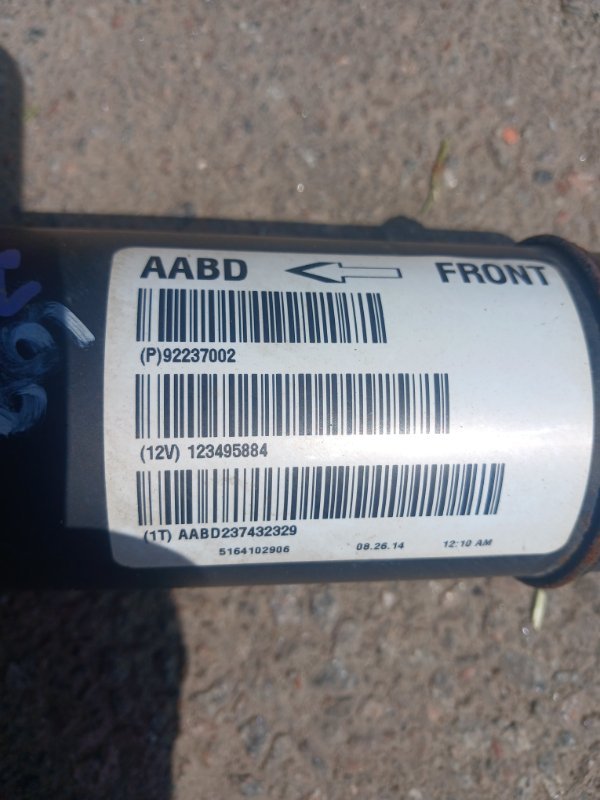 AABD FRONT
(P)92237002
(12V) 123495884
(1T) AABD237432329
5164102906 08.26.14 12:10 AM